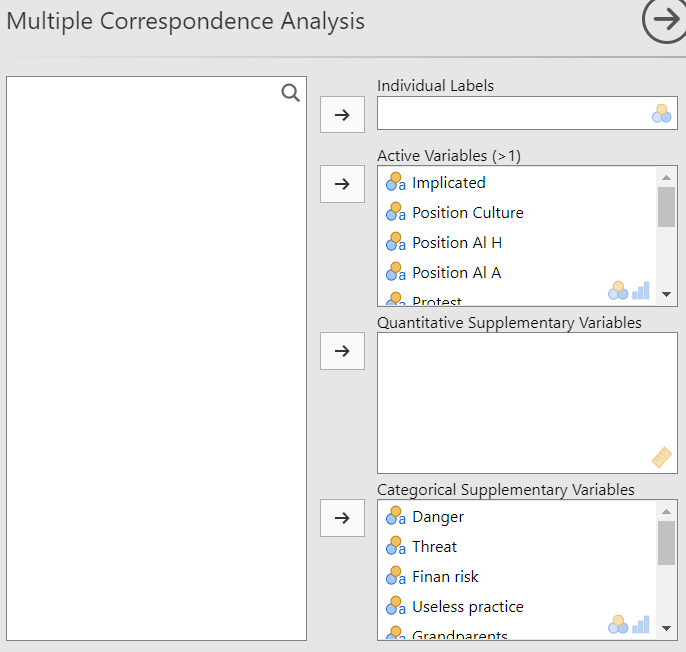 Multiple Correspondence Analysis
Individual Labels
Active Variables (>1)
a Implicated
a Position Culture
a Position Al H
a Position Al A
Protest
Quantitative Supplementary Variables
Categorical Supplementary Variables
a Danger
a Threat
a Finan risk
a Useless practice
Grandparents